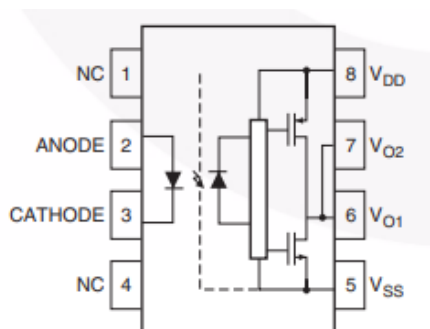 NC 1 8 VDD
ANODE 2 7 VO2
CATHODE 3 6 VO1
NC 4 5 VSS